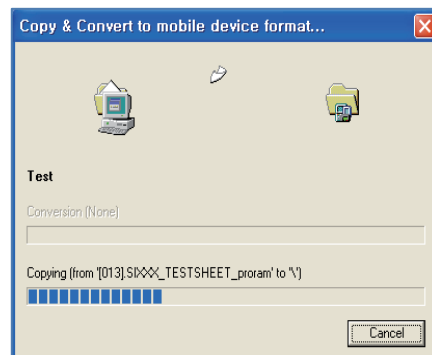 Copy & Convert to mobile device format...
Test
Conversion (None)
Copying (from '[013].SIXXX_TESTSHEET_proram' to '\')
Cancel